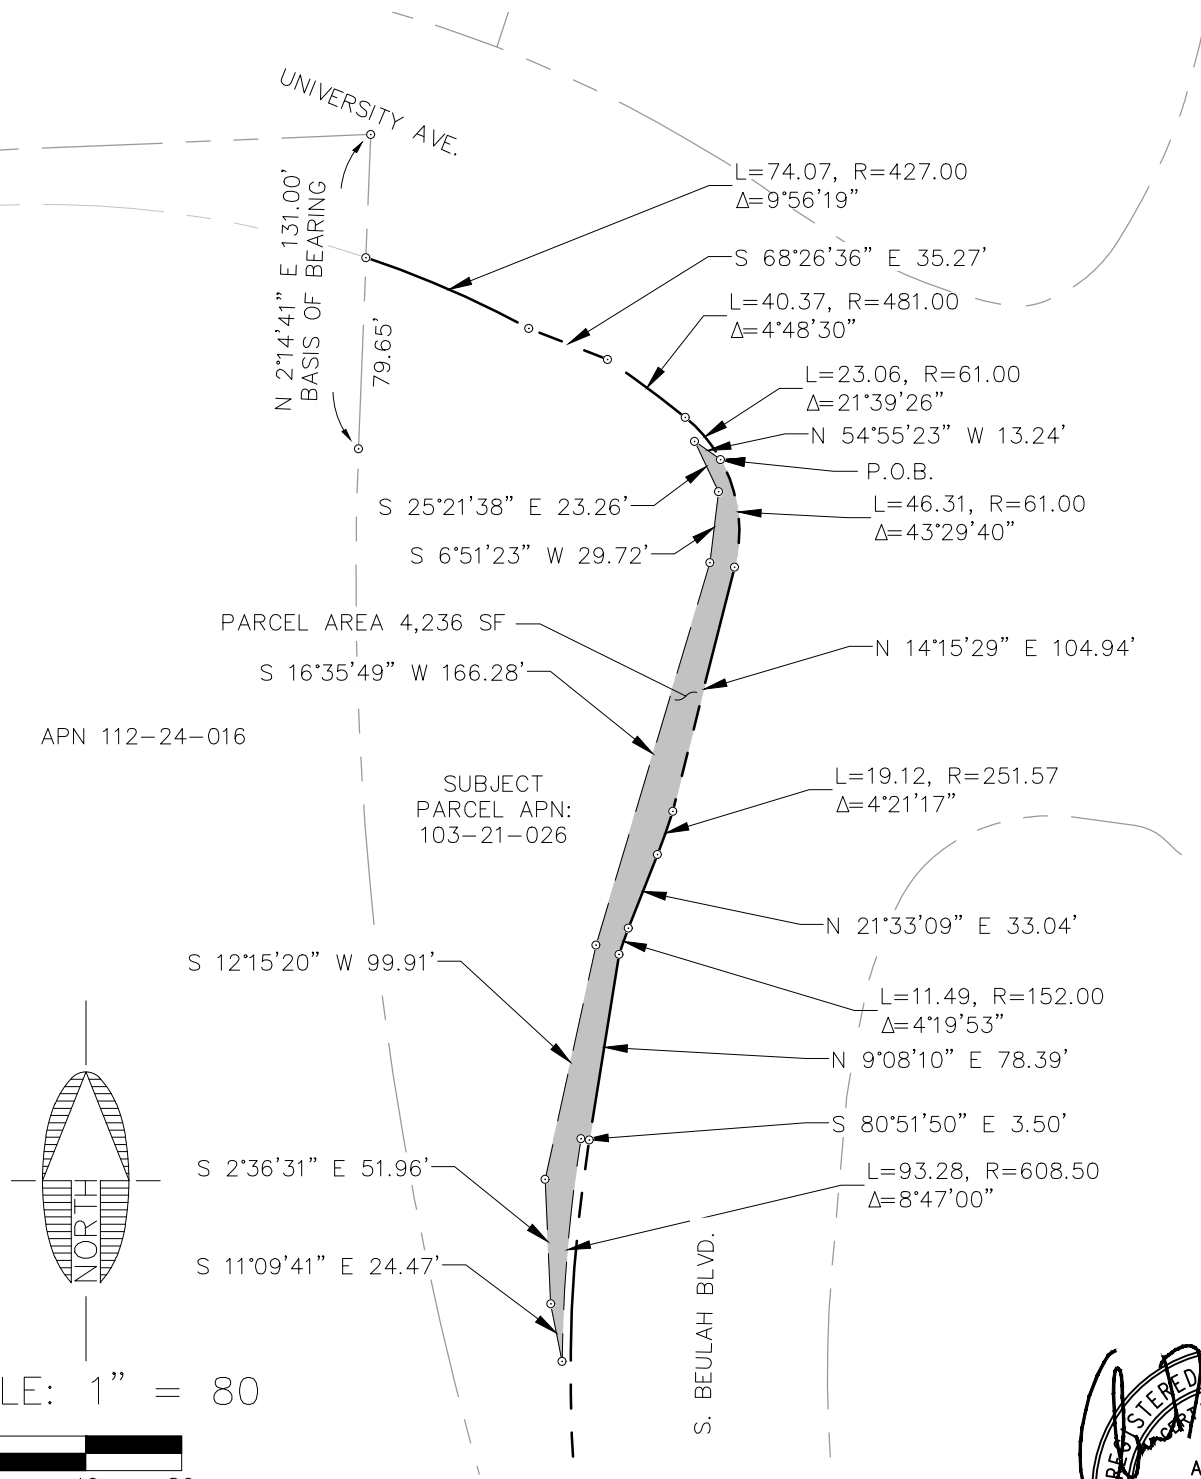 UNIVERSITY AVE.
N 2°14'41" E 131.00'
BASIS OF BEARING
79.65'
L=74.07, R=427.00
Δ=9°56'19"
S 68°26'36" E 35.27'
L=40.37, R=481.00
Δ=4°48'30"
L=23.06, R=61.00
Δ=21°39'26"
N 54°55'23" W 13.24'
P.O.B.
S 25°21'38" E 23.26'
L=46.31, R=61.00
Δ=43°29'40"
S 6°51'23" W 29.72'
PARCEL AREA 4,236 SF
N 14°15'29" E 104.94'
S 16°35'49" W 166.28'
APN 112-24-016
SUBJECT
PARCEL APN:
103-21-026
L=19.12, R=251.57
Δ=4°21'17"
N 21°33'09" E 33.04'
S 12°15'20" W 99.91'
L=11.49, R=152.00
Δ=4°19'53"
N 9°08'10" E 78.39'
S 80°51'50" E 3.50'
S 2°36'31" E 51.96'
L=93.28, R=608.50
Δ=8°47'00"
NORTH
S 11°09'41" E 24.47'
S. BEULAH BLVD.
LE: 1" = 80